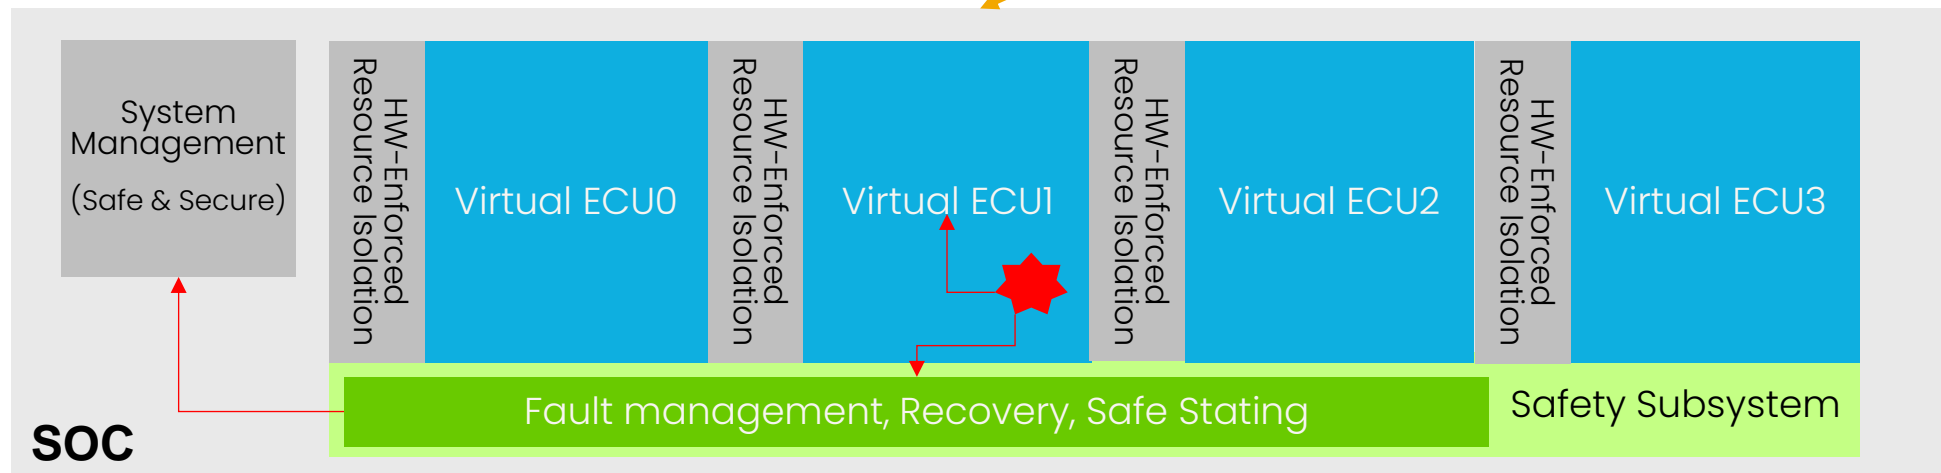 System
Management
(Safe & Secure)
HW-Enforced
Resource Isolation
Virtual ECU0
HW-Enforced
Resource Isolation
Virtual ECU1
HW-Enforced
Resource Isolation
Virtual ECU2
HW-Enforced
Resource Isolation
Virtual ECU3
Fault management, Recovery, Safe Stating
Safety Subsystem
SOC